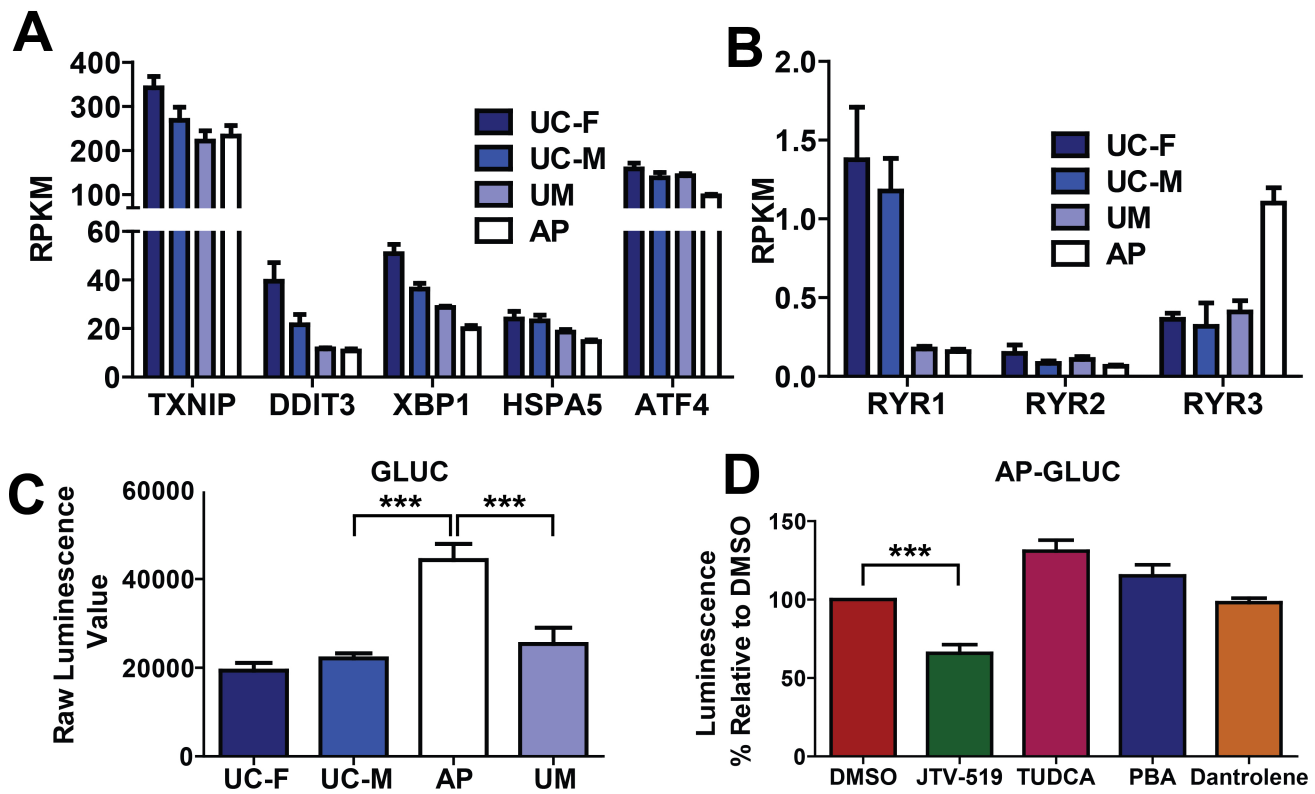 A
400
300
200
100
60
40
20
0
RPKM
UC-F
UC-M
UM
AP
TXNIP DDIT3 XBP1 HSPA5 ATF4
B
2.0
1.5
1.0
0.5
0.0
RPKM
UC-F
UC-M
UM
AP
RYR1 RYR2 RYR3
C
GLUC
Raw Luminescence
Value
60000
40000
20000
0
*** ***
UC-F UC-M AP UM
D
AP-GLUC
Luminescence
% Relative to DMSO
150
100
50
0
***
DMSO JTV-519 TUDCA PBA Dantrolene